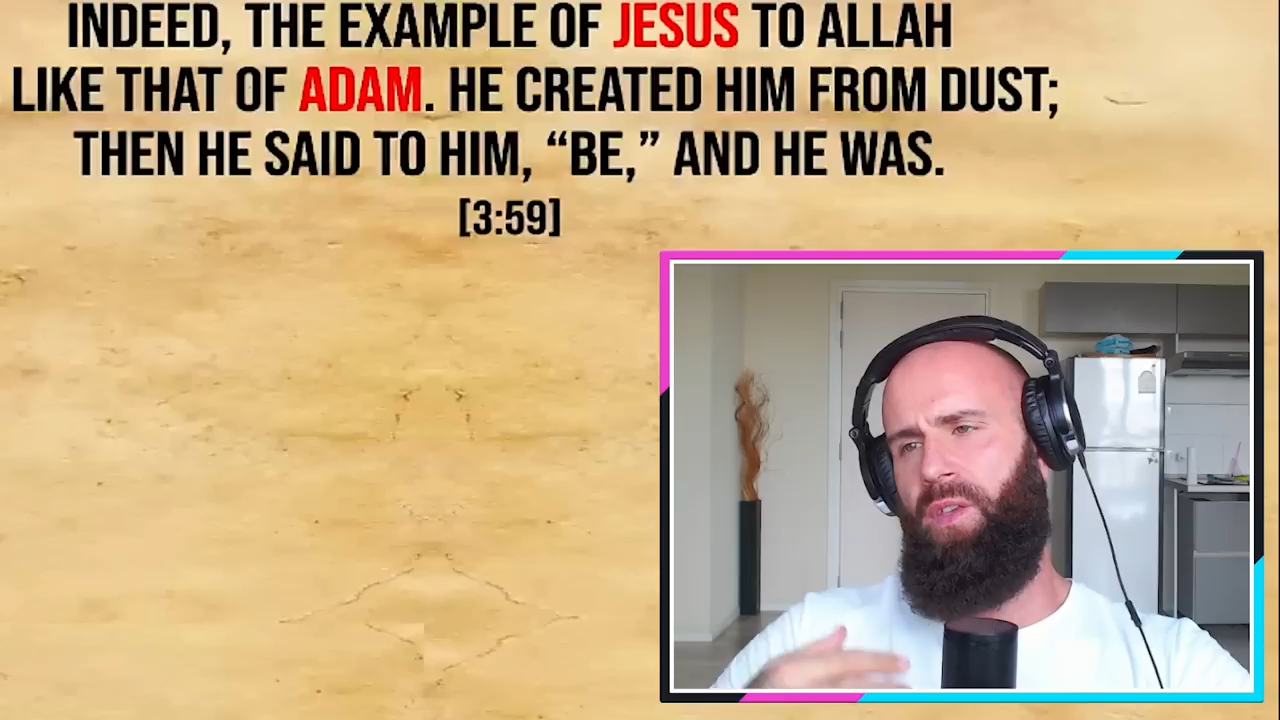 INDEED, THE EXAMPLE OF JESUS TO ALLAH
LIKE THAT OF ADAM. HE CREATED HIM FROM DUST;
THEN HE SAID TO HIM, “BE,” AND HE WAS.
[3:59]